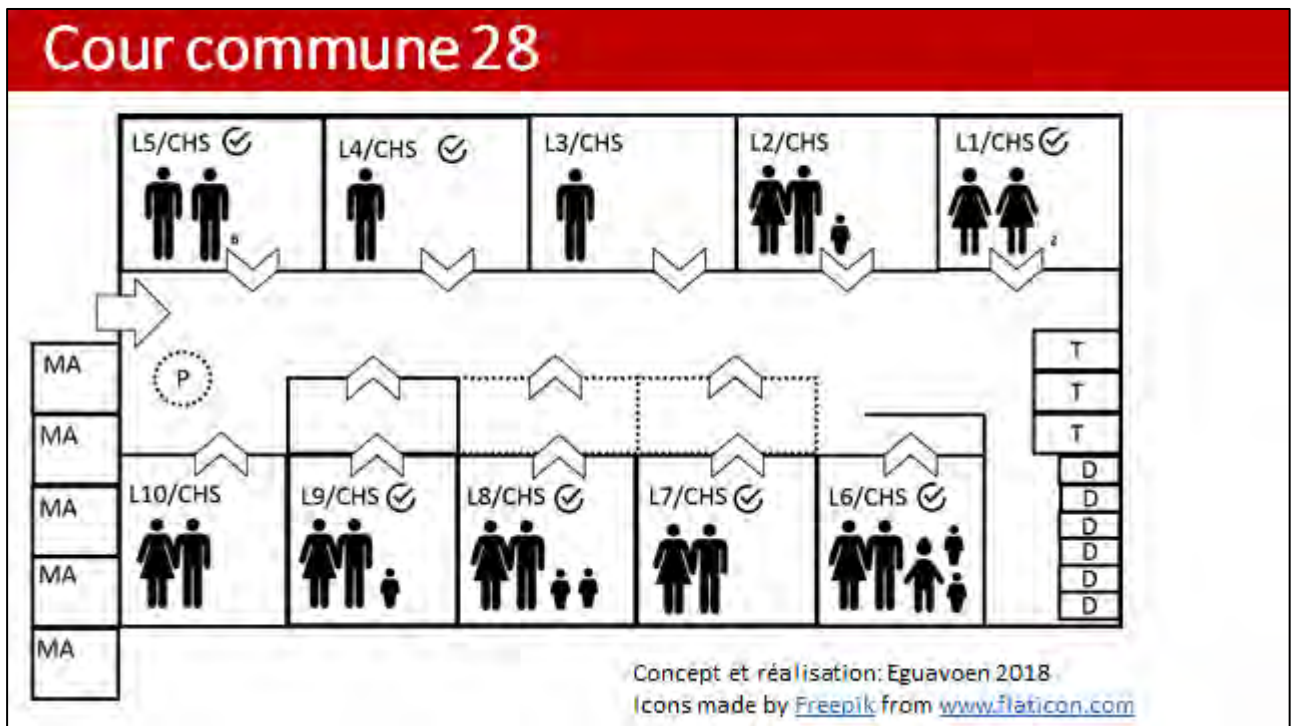 Cour commune 28
L5/CHS
L4/CHS
L3/CHS
L2/CHS
L1/CHS
8
2
MA
P
T
MA
T
T
L10/CHS
L9/CHS
L8/CHS
L7/CHS
L6/CHS
D
MA
D
D
MA
D
D
D
MA
Concept et réalisation: Eguavoen 2018
Icons made by Freepik from www.flaticon.com